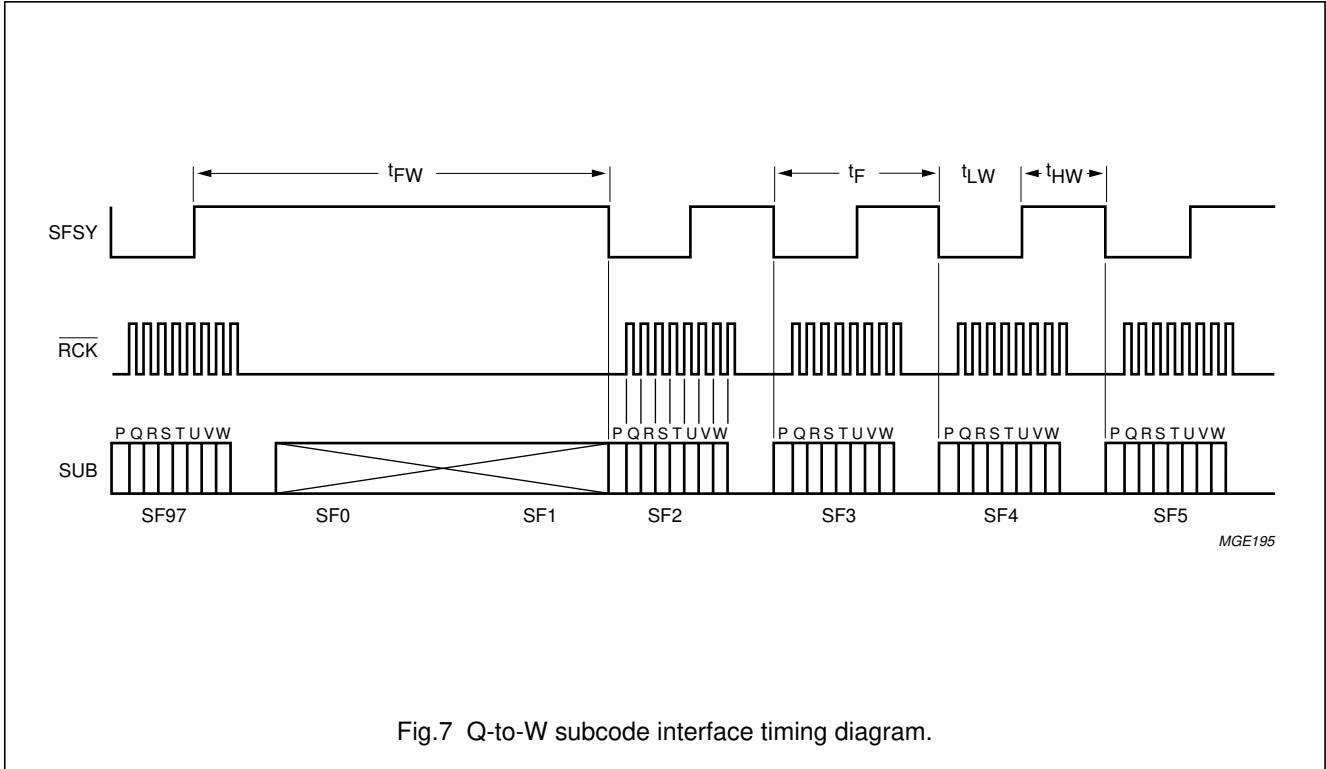 tFW tF tLW tHW
SFSY
RCK
P Q R S T U V W P Q R S T U V W P Q R S T U V W P Q R S T U V W P Q R S T U V W
SUB
SF97 SF0 SF1 SF2 SF3 SF4 SF5
MGE195
Fig.7 Q-to-W subcode interface timing diagram.